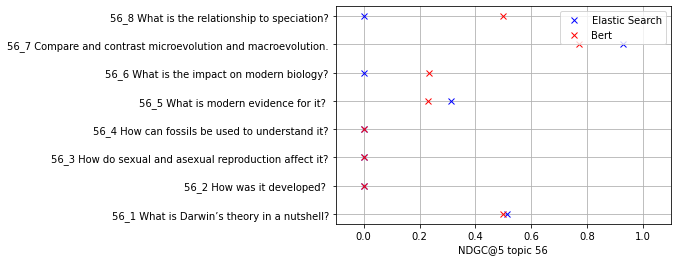 56_8 What is the relationship to speciation?
56_7 Compare and contrast microevolution and macroevolution.
56_6 What is the impact on modern biology?
56_5 What is modern evidence for it?
56_4 How can fossils be used to understand it?
56_3 How do sexual and asexual reproduction affect it?
56_2 How was it developed?
56_1 What is Darwin’s theory in a nutshell?
Elastic Search
Bert
0.0 0.2 0.4 0.6 0.8 1.0
NDGC@5 topic 56